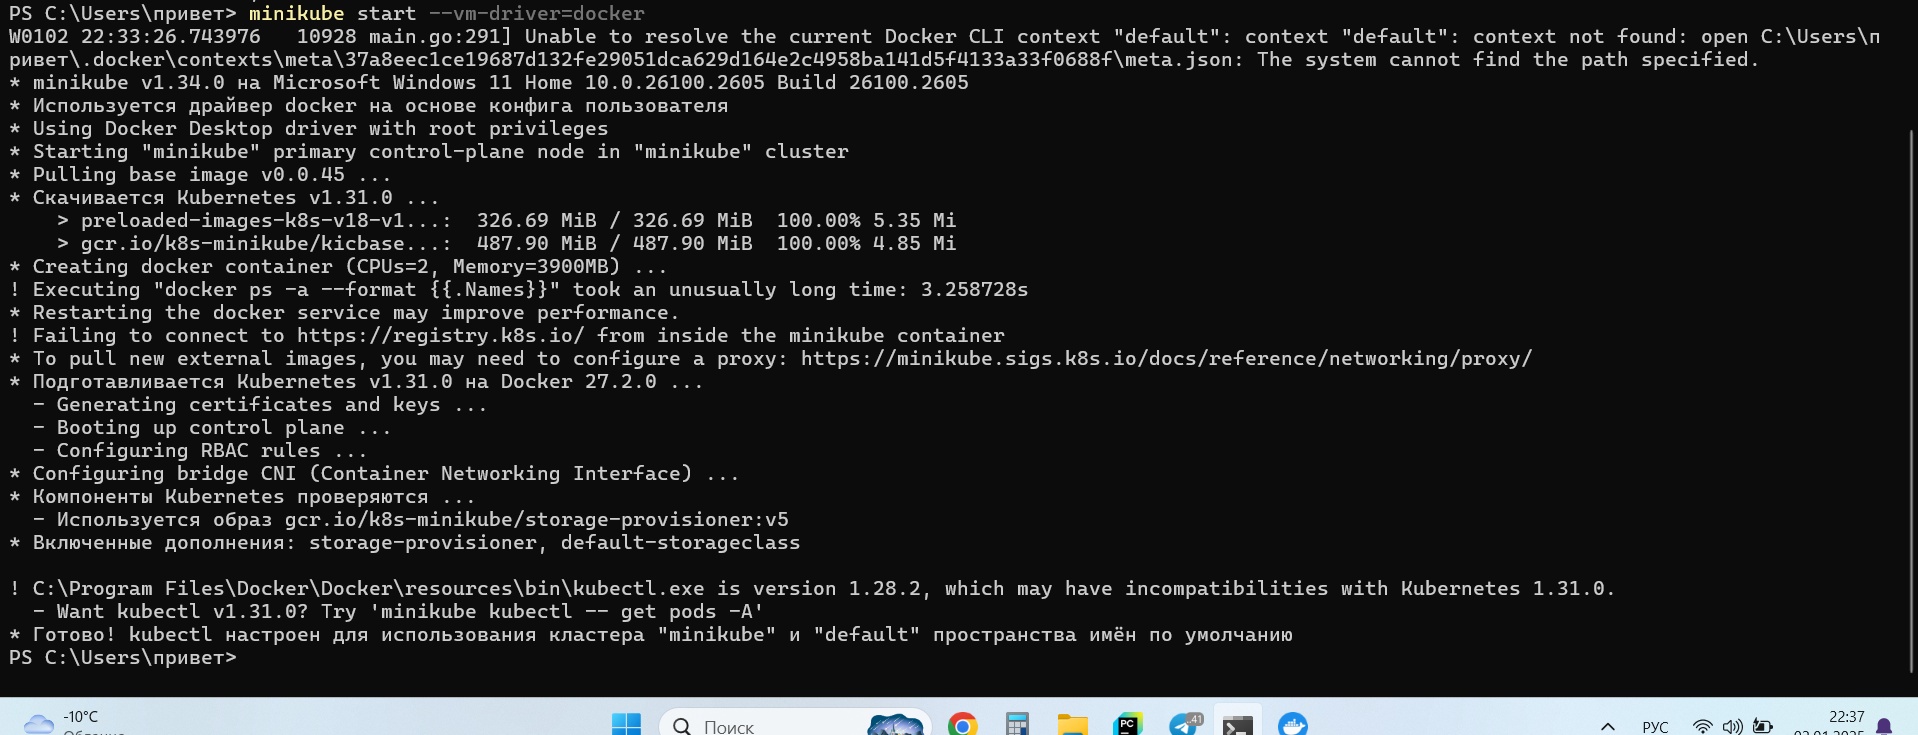 PS C:\Users\привет> minikube start --vm-driver=docker
W0102 22:33:26.743976   10928 main.go:291] Unable to resolve the current Docker CLI context "default": context "default": context not found: open C:\Users\п
ривет\.docker\contexts\meta\37a8eec1ce19687d132fe29051dca629d164e2c4958ba141d5f4133a33f0688f\meta.json: The system cannot find the path specified.
* minikube v1.34.0 на Microsoft Windows 11 Home 10.0.26100.2605 Build 26100.2605
* Используется драйвер docker на основе конфига пользователя
* Using Docker Desktop driver with root privileges
* Starting "minikube" primary control-plane node in "minikube" cluster
* Pulling base image v0.0.45 ...
* Скачивается Kubernetes v1.31.0 ...
    > preloaded-images-k8s-v18-v1...:  326.69 MiB / 326.69 MiB  100.00% 5.35 Mi
    > gcr.io/k8s-minikube/kicbase...:  487.90 MiB / 487.90 MiB  100.00% 4.85 Mi
* Creating docker container (CPUs=2, Memory=3900MB) ...
! Executing "docker ps -a --format {{.Names}}" took an unusually long time: 3.258728s
* Restarting the docker service may improve performance.
! Failing to connect to https://registry.k8s.io/ from inside the minikube container
* To pull new external images, you may need to configure a proxy: https://minikube.sigs.k8s.io/docs/reference/networking/proxy/
* Подготавливается Kubernetes v1.31.0 на Docker 27.2.0 ...
  - Generating certificates and keys ...
  - Booting up control plane ...
  - Configuring RBAC rules ...
* Configuring bridge CNI (Container Networking Interface) ...
* Компоненты Kubernetes проверяются ...
  - Используется образ gcr.io/k8s-minikube/storage-provisioner:v5
* Включенные дополнения: storage-provisioner, default-storageclass
! C:\Program Files\Docker\Docker\resources\bin\kubectl.exe is version 1.28.2, which may have incompatibilities with Kubernetes 1.31.0.
  - Want kubectl v1.31.0? Try 'minikube kubectl -- get pods -A'
* Готово! kubectl настроен для использования кластера "minikube" и "default" пространства имён по умолчанию
PS C:\Users\привет>
-10°C
Поиск
PC
41
РУС
22:37